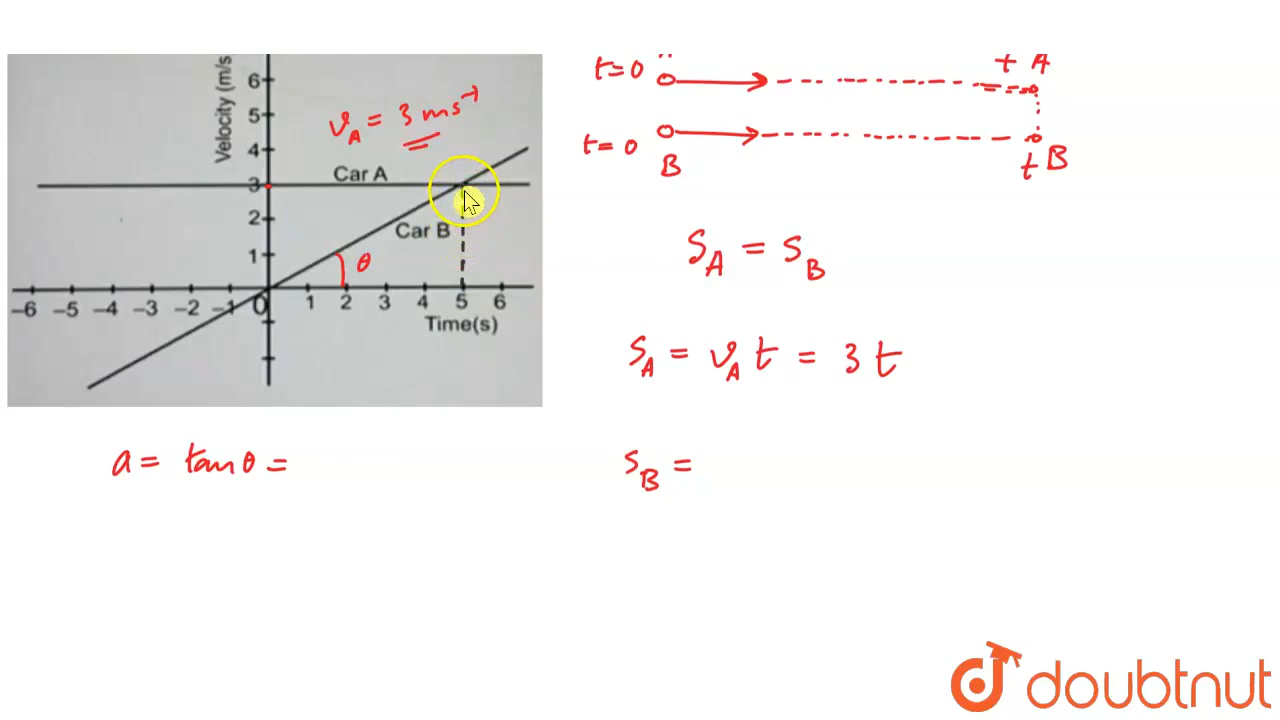 Velocity (m/s
6
5
4
3
2
1
v_A = 3 ms⁻¹
Car A
Car B
θ
-6 -5 -4 -3 -2 -1 0 1 2 3 4 5 6
Time(s)
a = tan θ =
t=0
t A
t=0
B
t B
S_A = S_B
S_A = v_A t = 3 t
S_B =
doubtnut